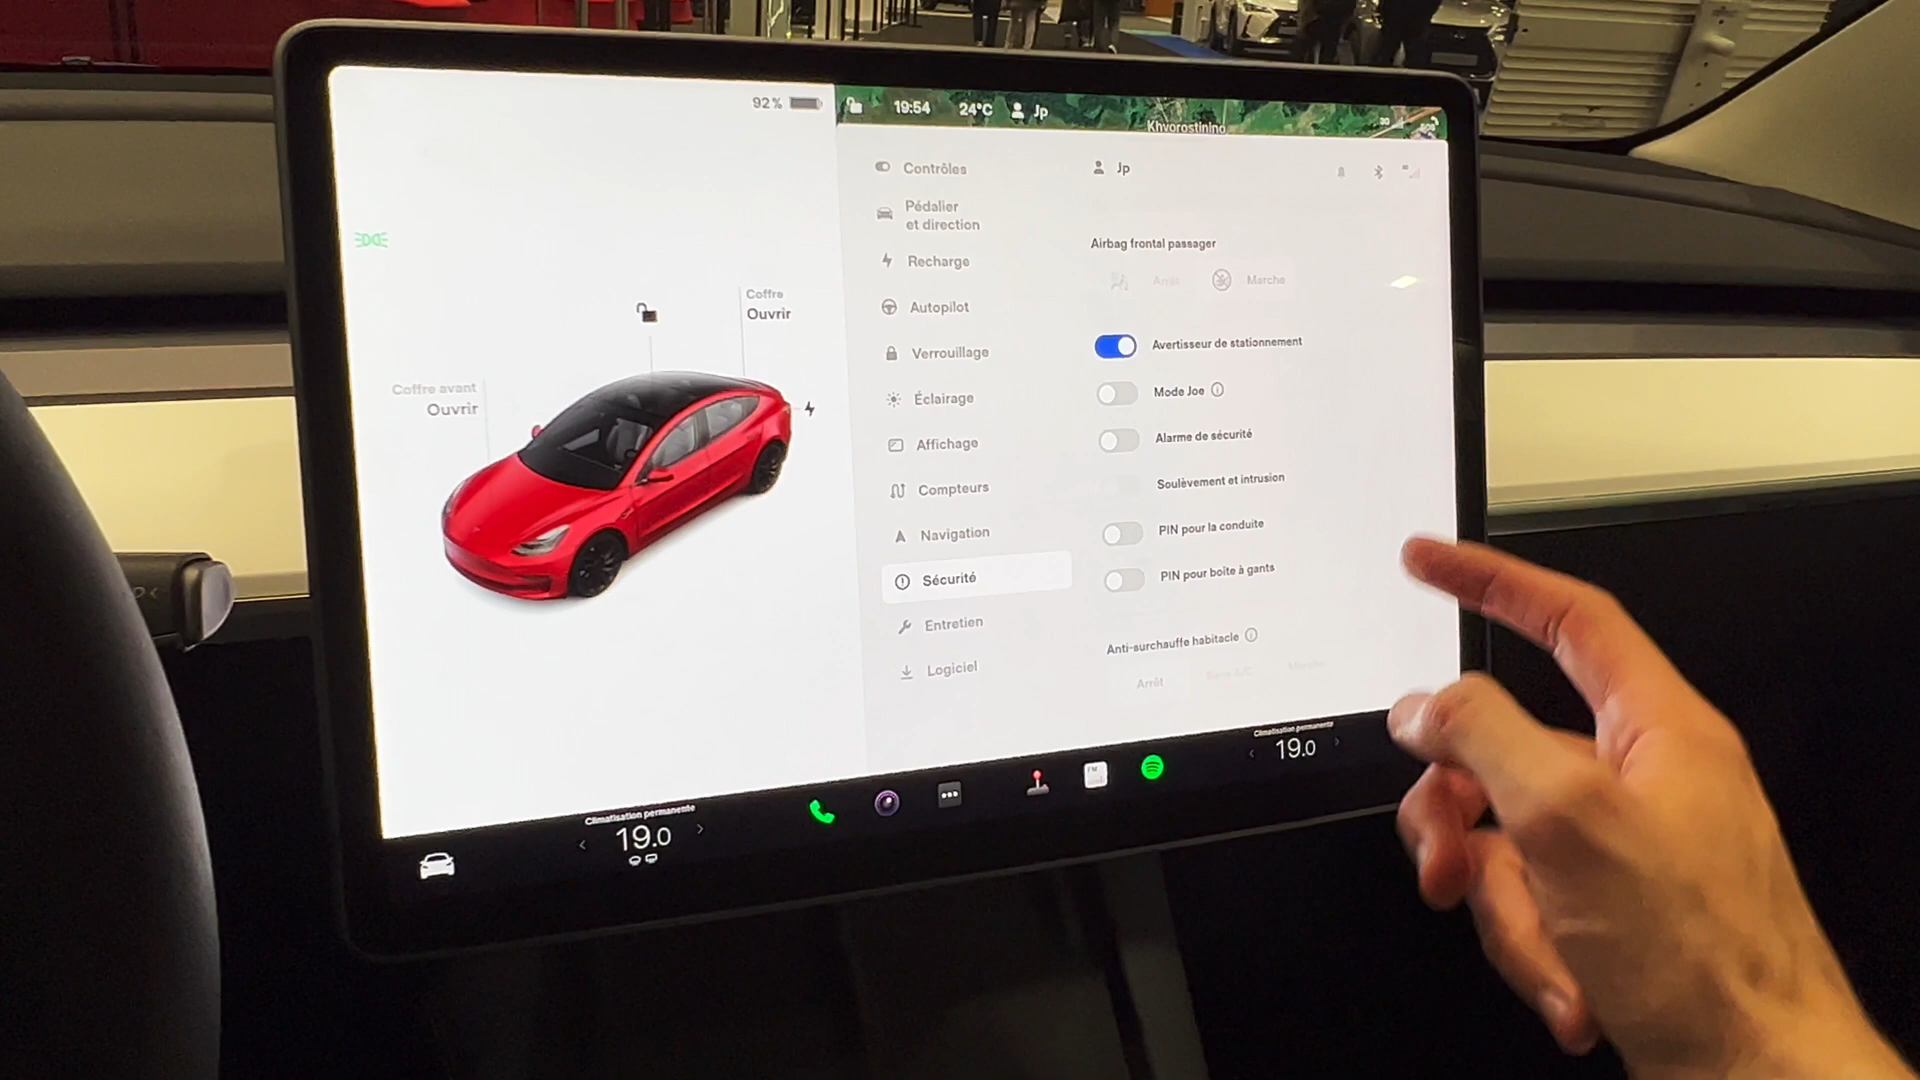 92%
19:54
24°C
Jp
Khvorostinino
Coffre
Ouvrir
Coffre avant
Ouvrir
Contrôles
Pédalier
et direction
Recharge
Autopilot
Verrouillage
Éclairage
Affichage
Compteurs
Navigation
Sécurité
Entretien
Logiciel
Jp
Airbag frontal passager
Arrêt
Marche
Avertisseur de stationnement
Mode Joe
Alarme de sécurité
Soulèvement et intrusion
PIN pour la conduite
PIN pour boîte à gants
Anti-surchauffe habitacle
Arrêt
Marche
Climatisation permanente
19.0
Climatisation permanente
19.0